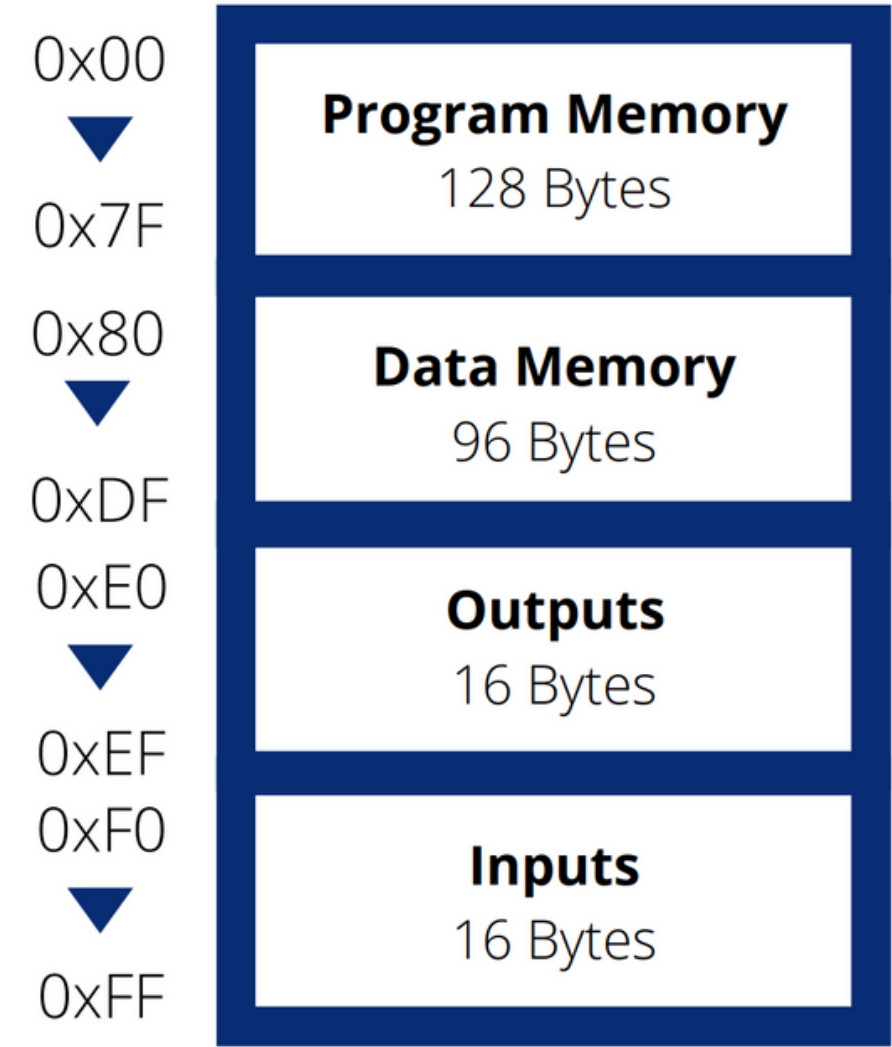 0x00
0x7F
Program Memory
128 Bytes
0x80
0xDF
Data Memory
96 Bytes
0xE0
0xEF
Outputs
16 Bytes
0xF0
0xFF
Inputs
16 Bytes